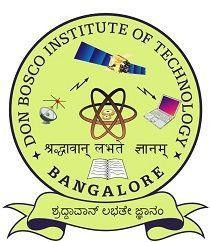 DON BOSCO INSTITUTE OF TECHNOLOGY
श्रद्धावान् लभते ज्ञानम्
BANGALORE
ಶ್ರದ್ಧಾವಾನ್ ಲಭತೇ ಜ್ಞಾನಂ